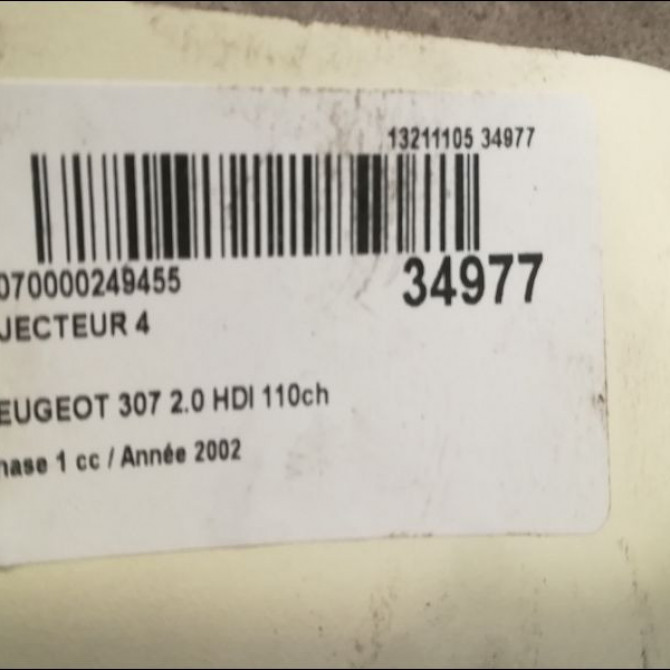 13211105 34977
070000249455
34977
JECTEUR 4
EUGEOT 307 2.0 HDI 110ch
hase 1 cc / Année 2002